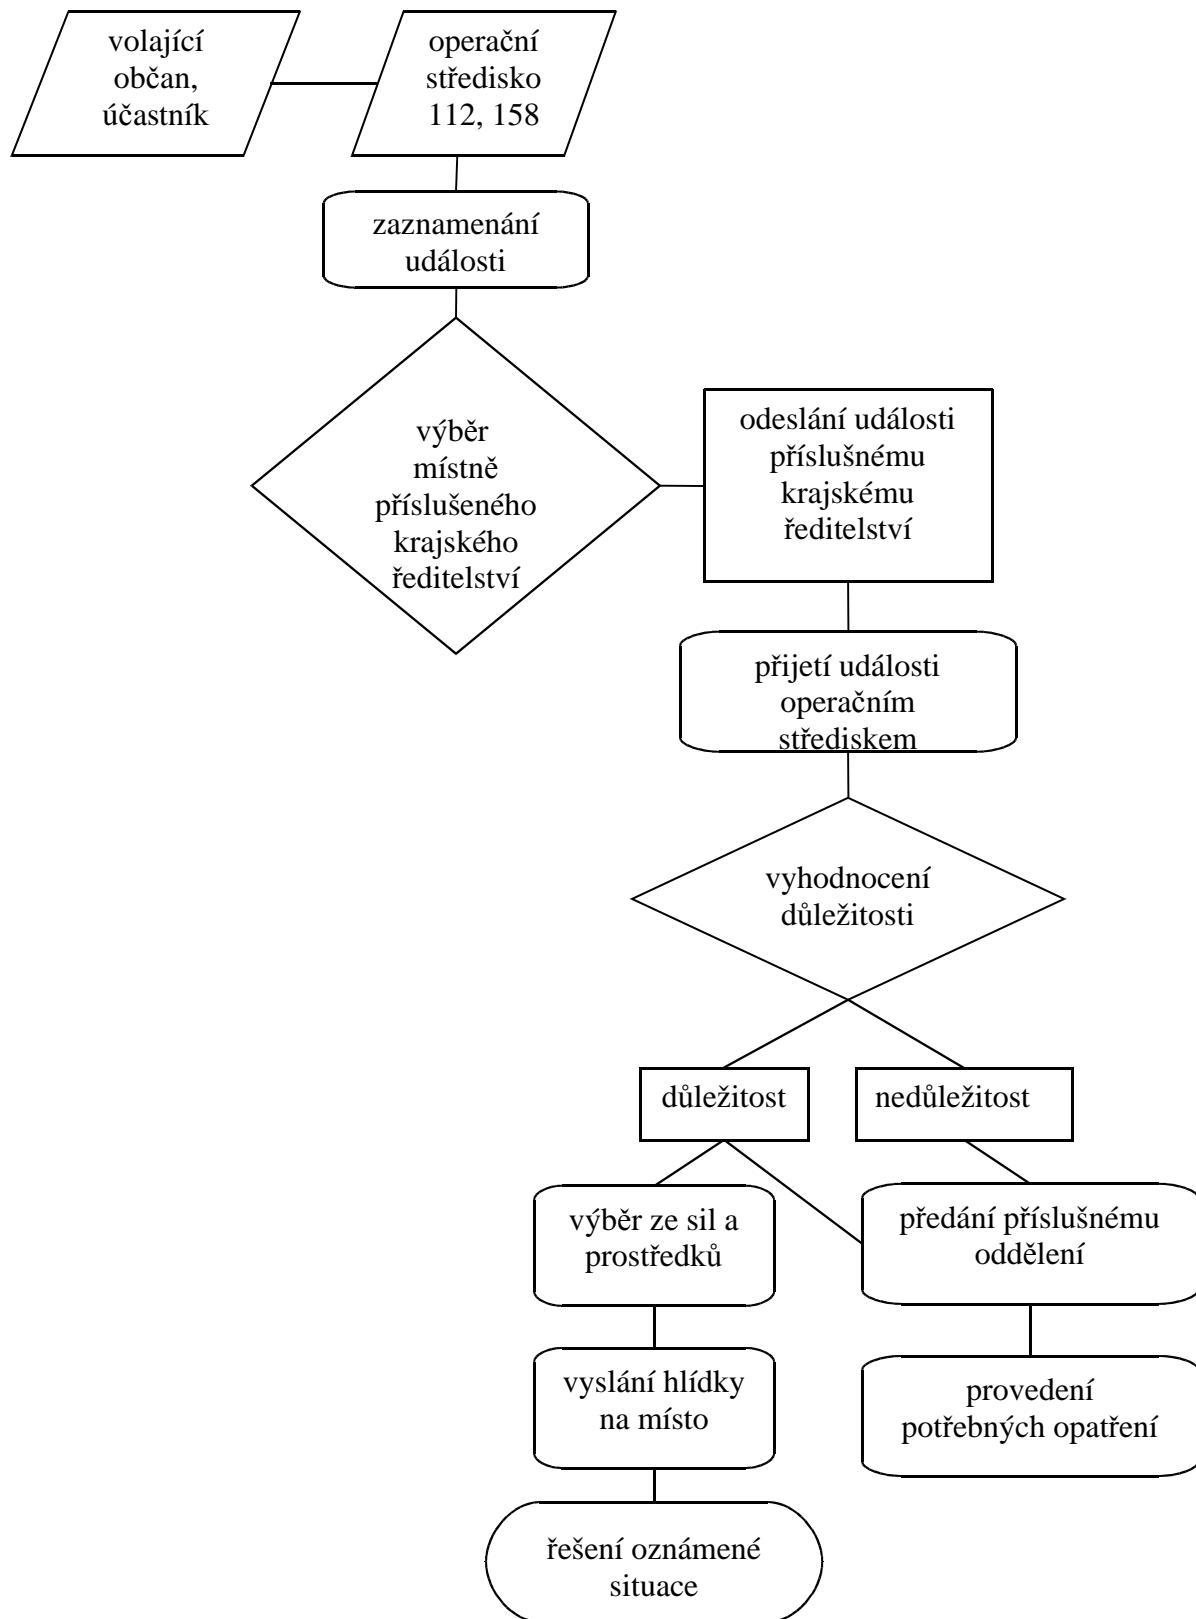 volající
občan,
účastník
operační
středisko
112, 158
zaznamenání
události
výběr
místně
příslušeného
krajského
ředitelství
odeslání události
příslušnému
krajskému
ředitelství
přijetí události
operačním
střediskem
vyhodnocení
důležitosti
důležitost
nedůležitost
výběr ze sil a
prostředků
předání příslušnému
oddělení
vyslání hlídky
na místo
provedení
potřebných opatření
řešení oznámené
situace